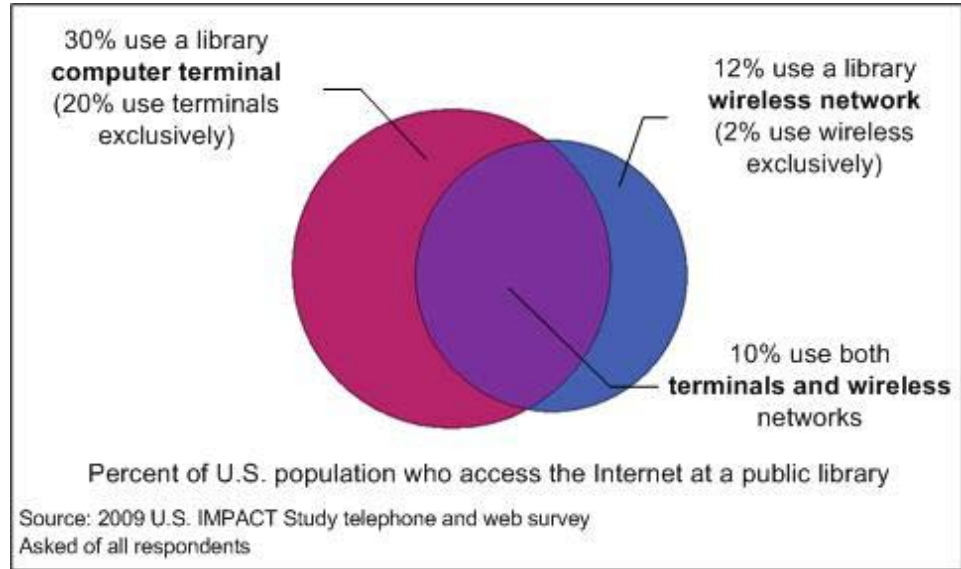 30% use a library
computer terminal
(20% use terminals
exclusively)
12% use a library
wireless network
(2% use wireless
exclusively)
10% use both
terminals and wireless
networks
Percent of U.S. population who access the Internet at a public library
Source: 2009 U.S. IMPACT Study telephone and web survey
Asked of all respondents